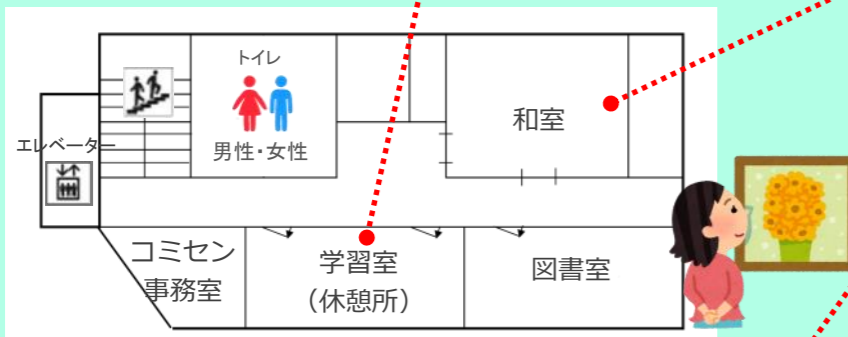 トイレ
男性・女性
和室
エレベーター
コミセン
事務室
学習室
（休憩所）
図書室